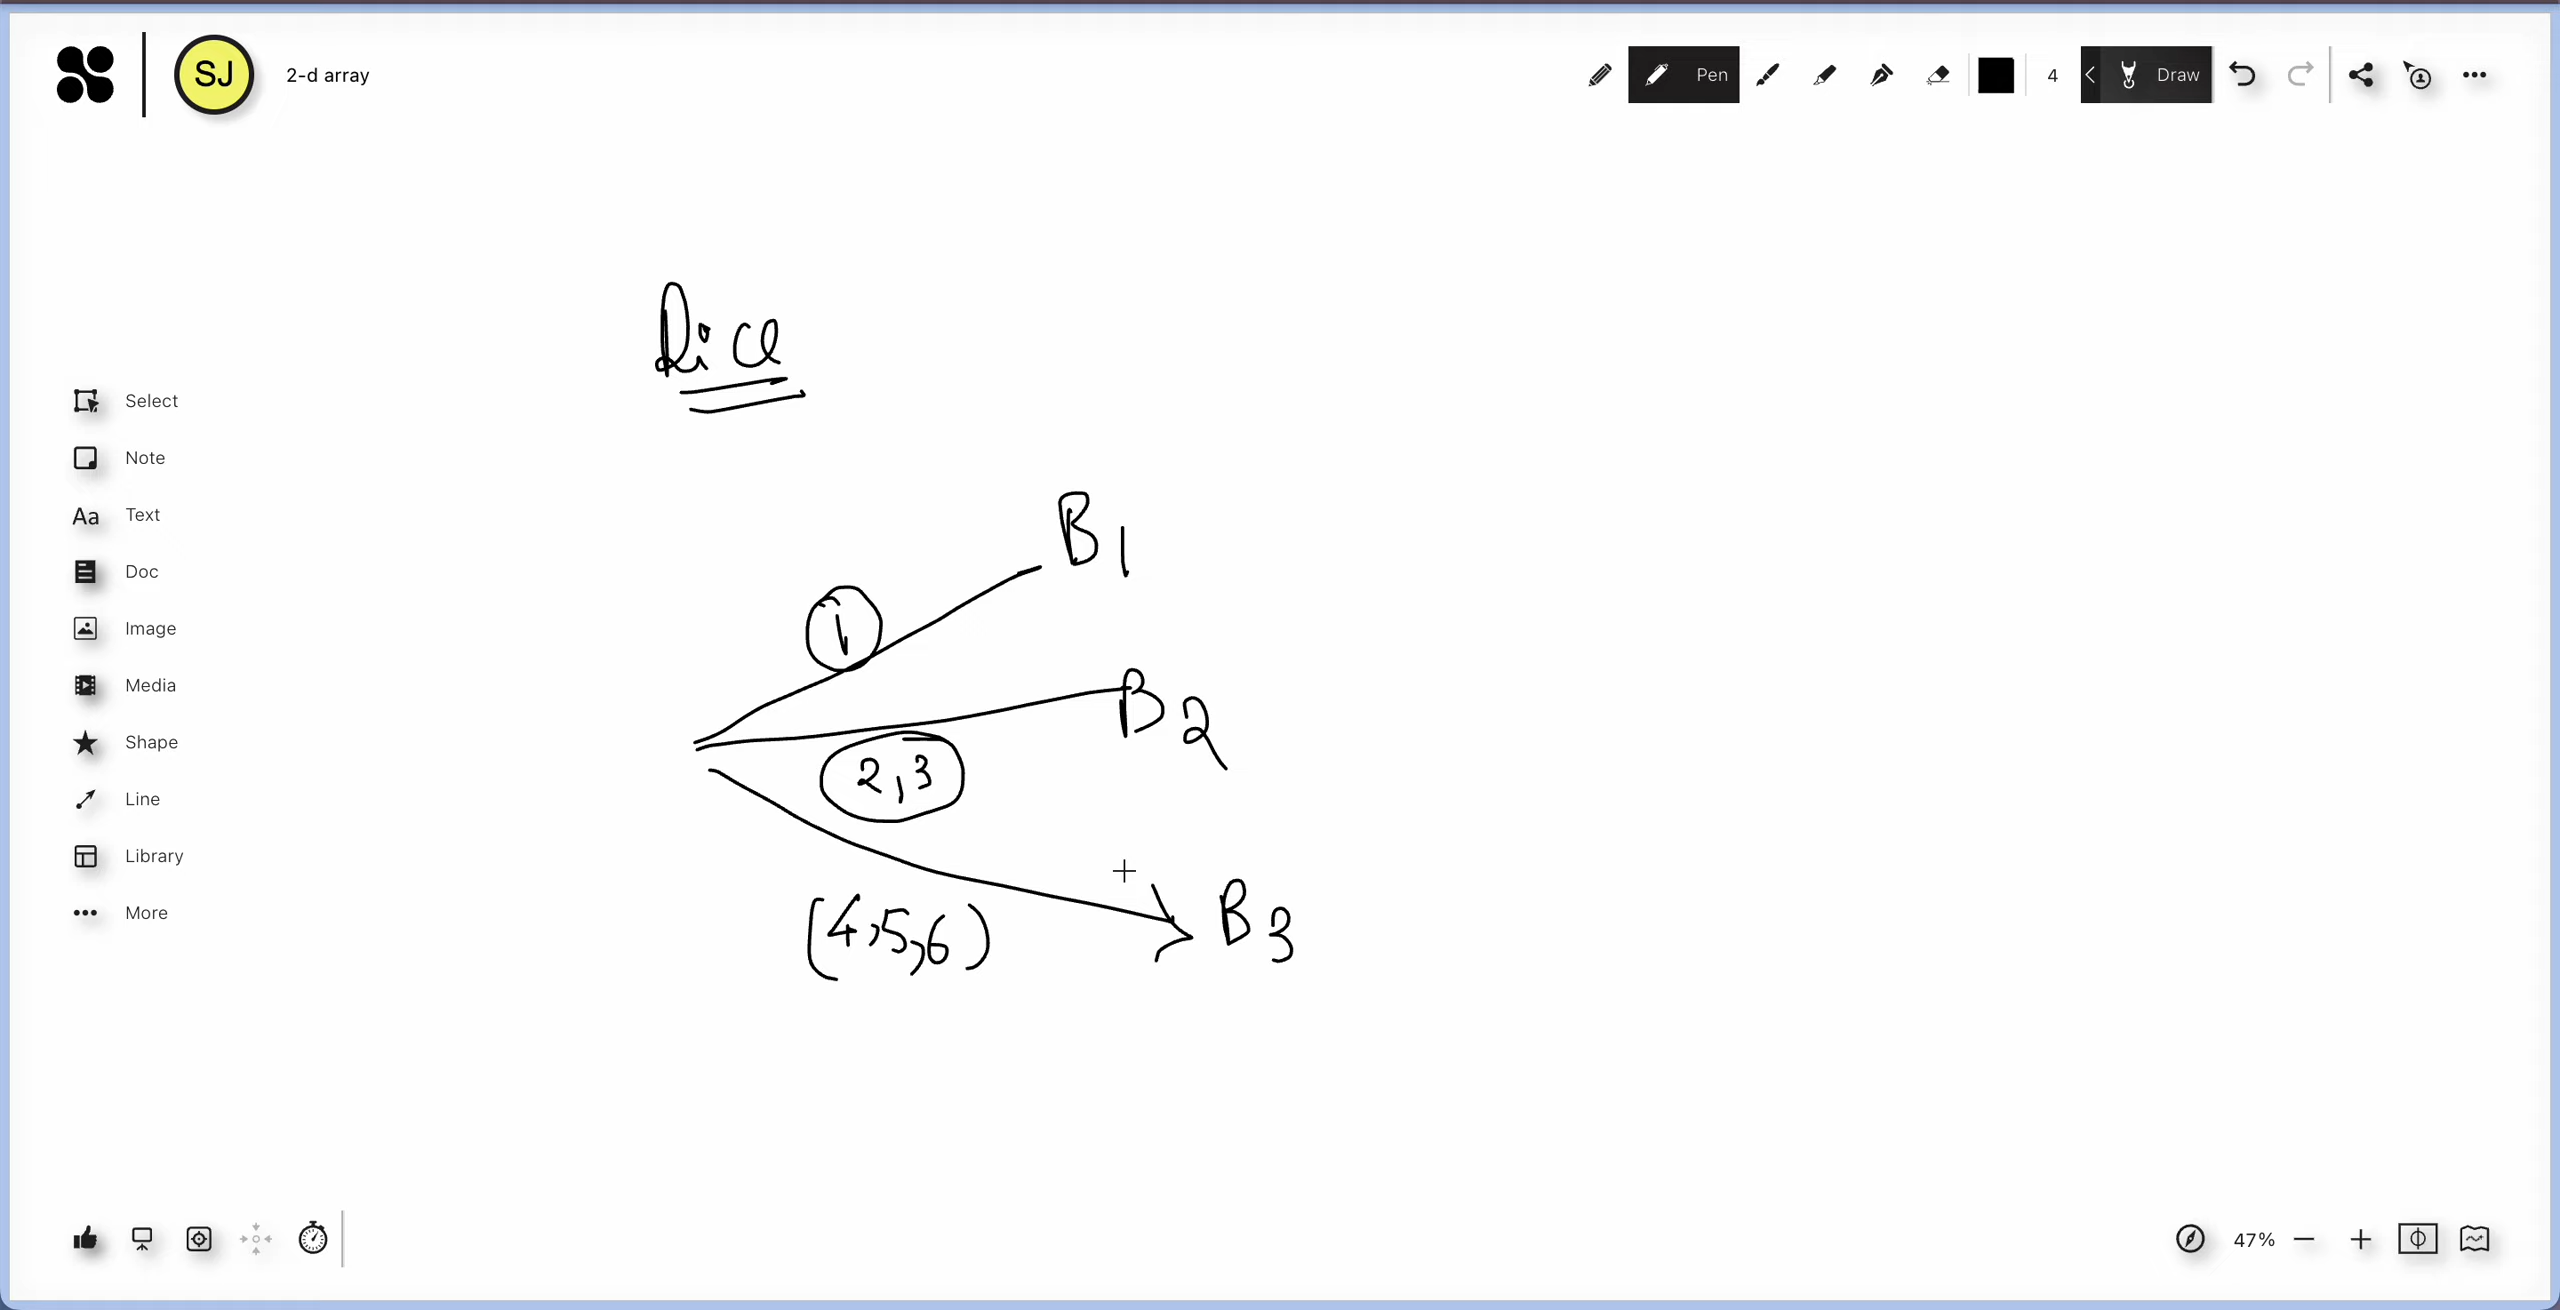 SJ
2-d array
Pen
4
Draw
Dice
Select
Note
Aa Text
Doc
Image
Media
Shape
Line
Library
More
B1
1
B2
2,3
B3
(4,5,6)
47%